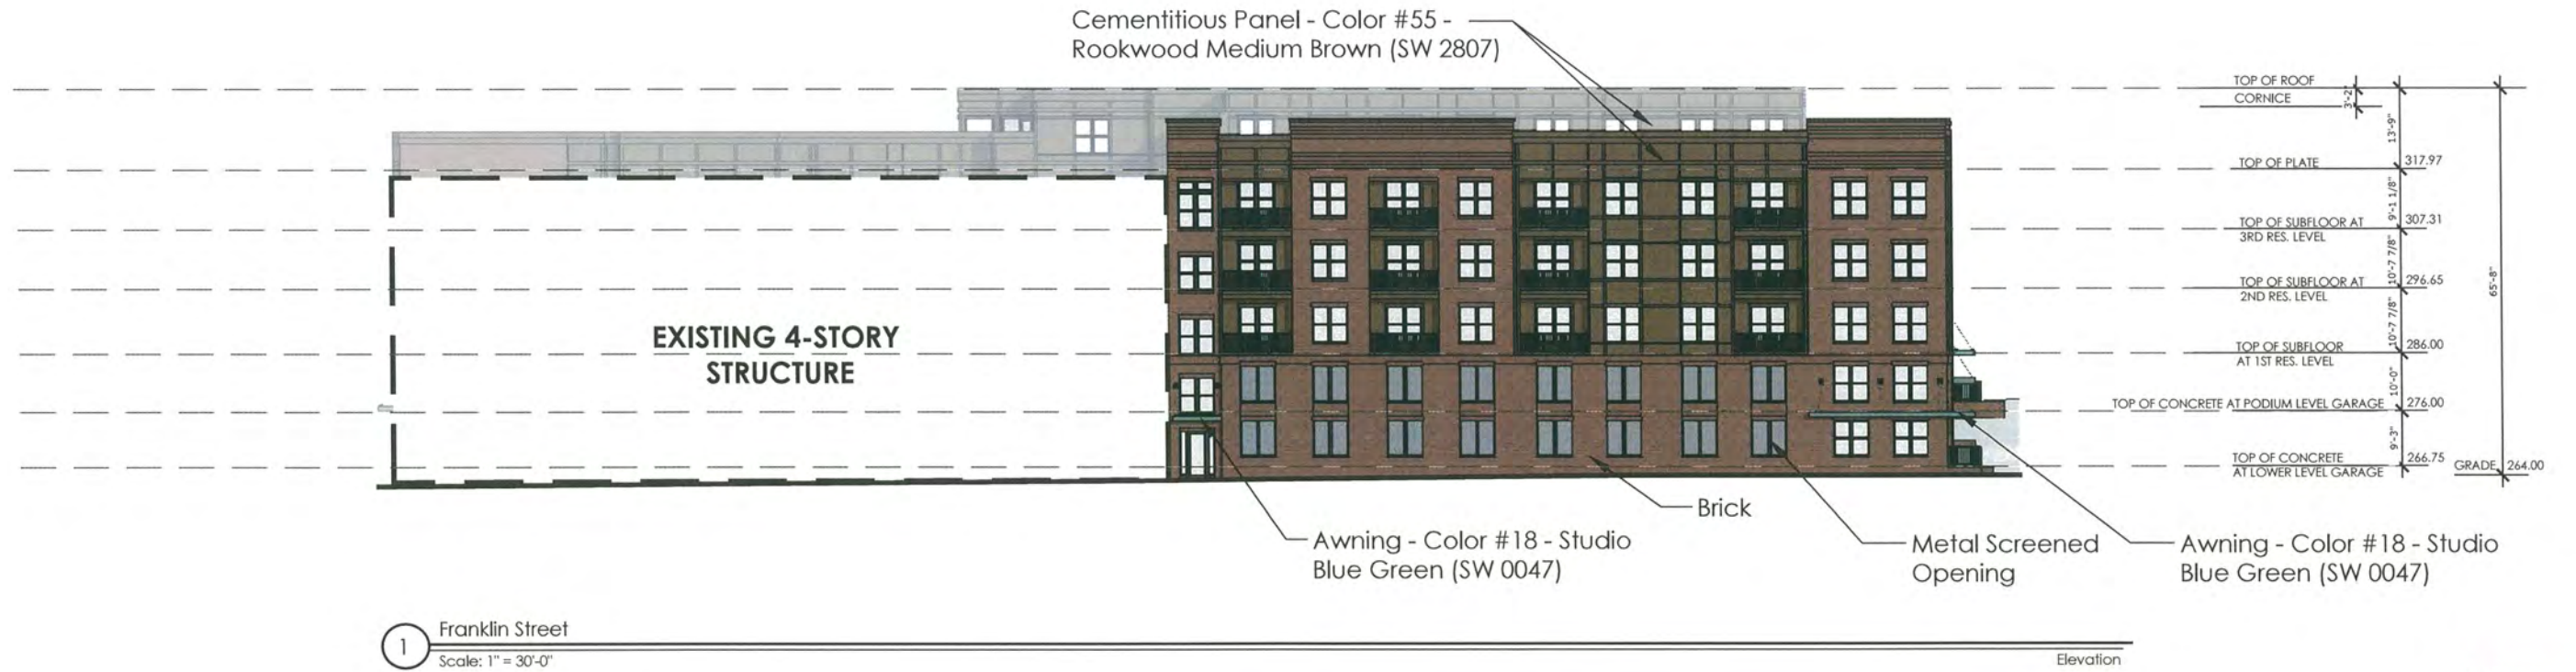 Cementitious Panel - Color #55 -
Rookwood Medium Brown (SW 2807)
TOP OF ROOF
CORNICE
3'-2"
13'-9"
TOP OF PLATE 317.97
9'-1 1/8"
TOP OF SUBFLOOR AT 307.31
3RD RES. LEVEL
10'-7 7/8"
TOP OF SUBFLOOR AT 296.65
2ND RES. LEVEL
65'-8"
10'-7 7/8"
TOP OF SUBFLOOR 286.00
AT 1ST RES. LEVEL
10'-0"
TOP OF CONCRETE AT PODIUM LEVEL GARAGE 276.00
9'-3"
TOP OF CONCRETE 266.75
AT LOWER LEVEL GARAGE
GRADE 264.00
EXISTING 4-STORY
STRUCTURE
Brick
Awning - Color #18 - Studio
Blue Green (SW 0047)
Metal Screened
Opening
Awning - Color #18 - Studio
Blue Green (SW 0047)
1
Franklin Street
Scale: 1" = 30'-0"
Elevation